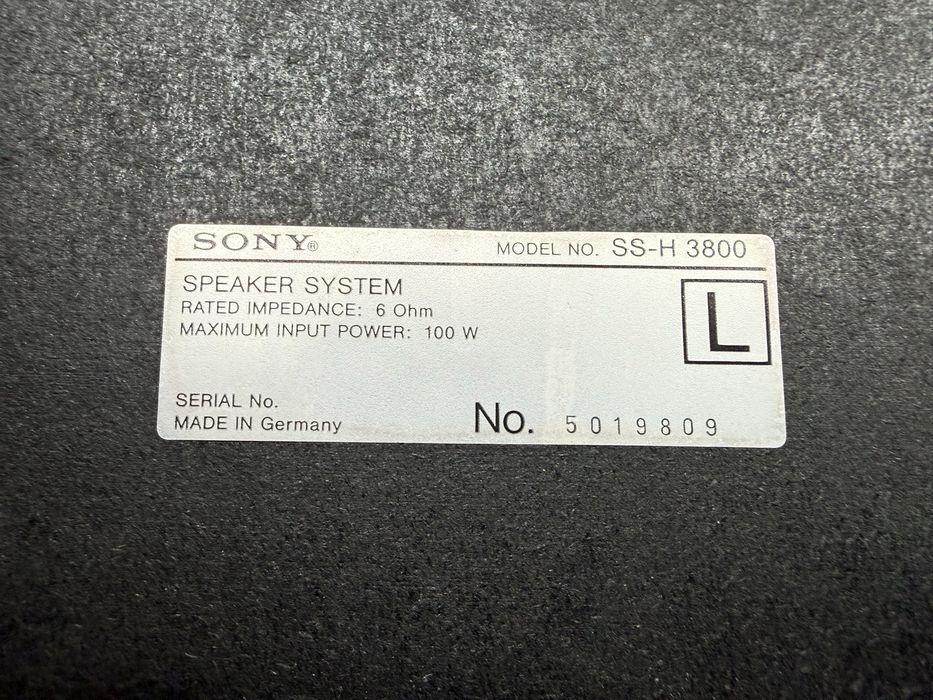 SONY®
MODEL NO. SS-H 3800
SPEAKER SYSTEM
RATED IMPEDANCE: 6 Ohm
MAXIMUM INPUT POWER: 100 W
L
SERIAL No.
MADE IN Germany
No. 5019809